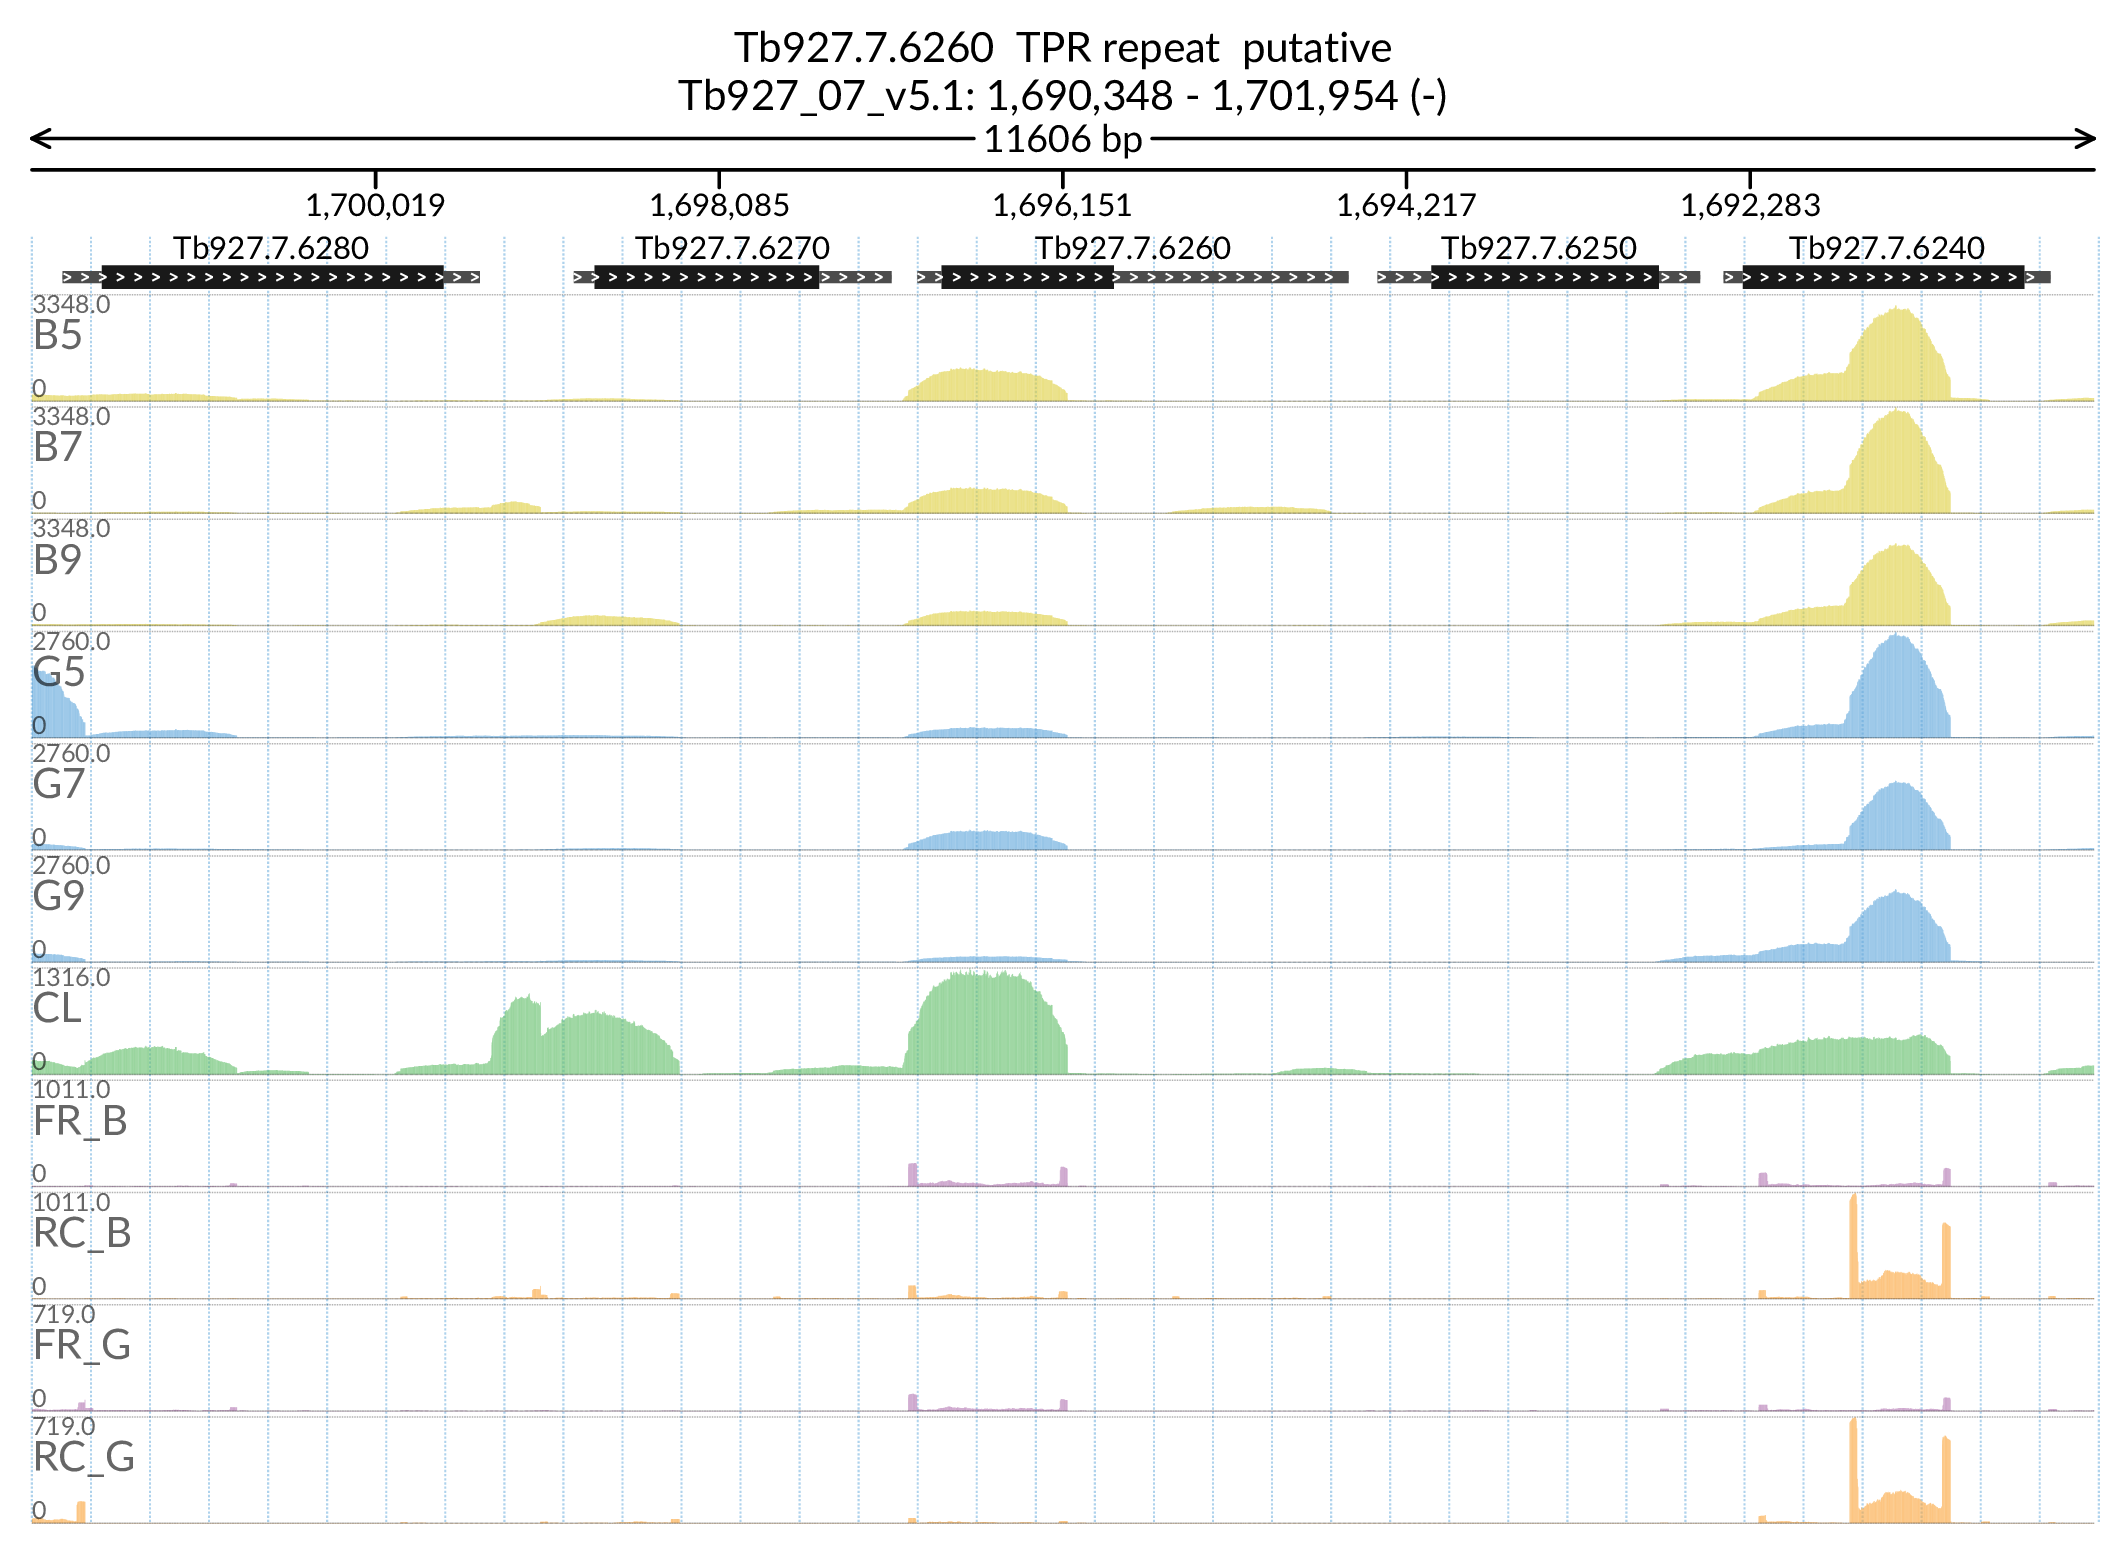 Tb927.7.6260 TPR repeat putative
Tb927_07_v5.1: 1,690,348 - 1,701,954 (-)
11606 bp
1,700,019 1,698,085 1,696,151 1,694,217 1,692,283
Tb927.7.6280 Tb927.7.6270 Tb927.7.6260 Tb927.7.6250 Tb927.7.6240
3348.0
B5
0
3348.0
B7
0
3348.0
B9
0
2760.0
G5
0
2760.0
G7
0
2760.0
G9
0
1316.0
CL
0
1011.0
FR_B
0
1011.0
RC_B
0
719.0
FR_G
0
719.0
RC_G
0